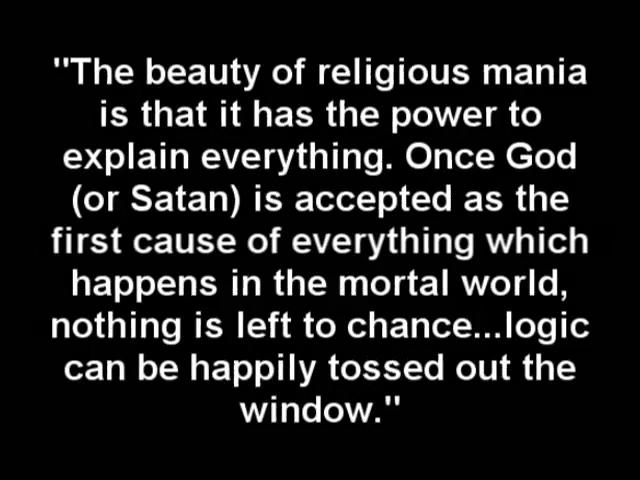 "The beauty of religious mania
is that it has the power to
explain everything. Once God
(or Satan) is accepted as the
first cause of everything which
happens in the mortal world,
nothing is left to chance...logic
can be happily tossed out the
window."